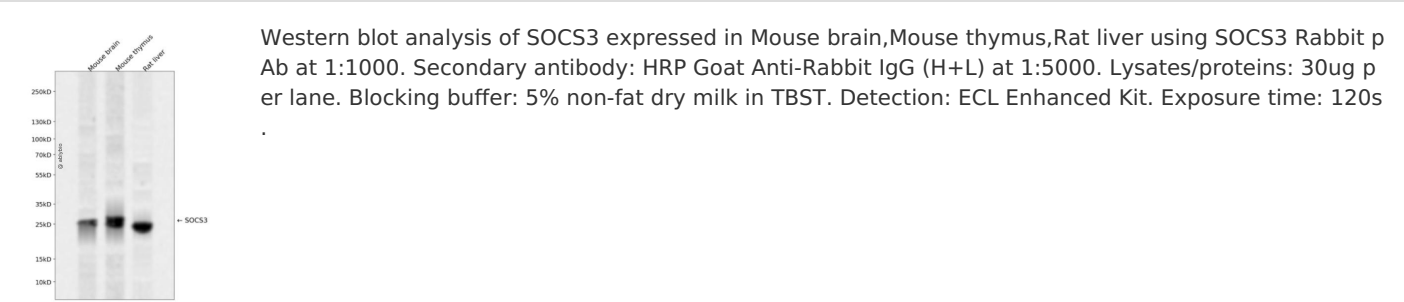 Mouse brain
Mouse thymus
Rat liver
250kD
130kD
100kD
70kD
55kD
35kD
25kD
15kD
10kD
← SOCS3
Western blot analysis of SOCS3 expressed in Mouse brain,Mouse thymus,Rat liver using SOCS3 Rabbit p
Ab at 1:1000. Secondary antibody: HRP Goat Anti-Rabbit IgG (H+L) at 1:5000. Lysates/proteins: 30ug p
er lane. Blocking buffer: 5% non-fat dry milk in TBST. Detection: ECL Enhanced Kit. Exposure time: 120s
.